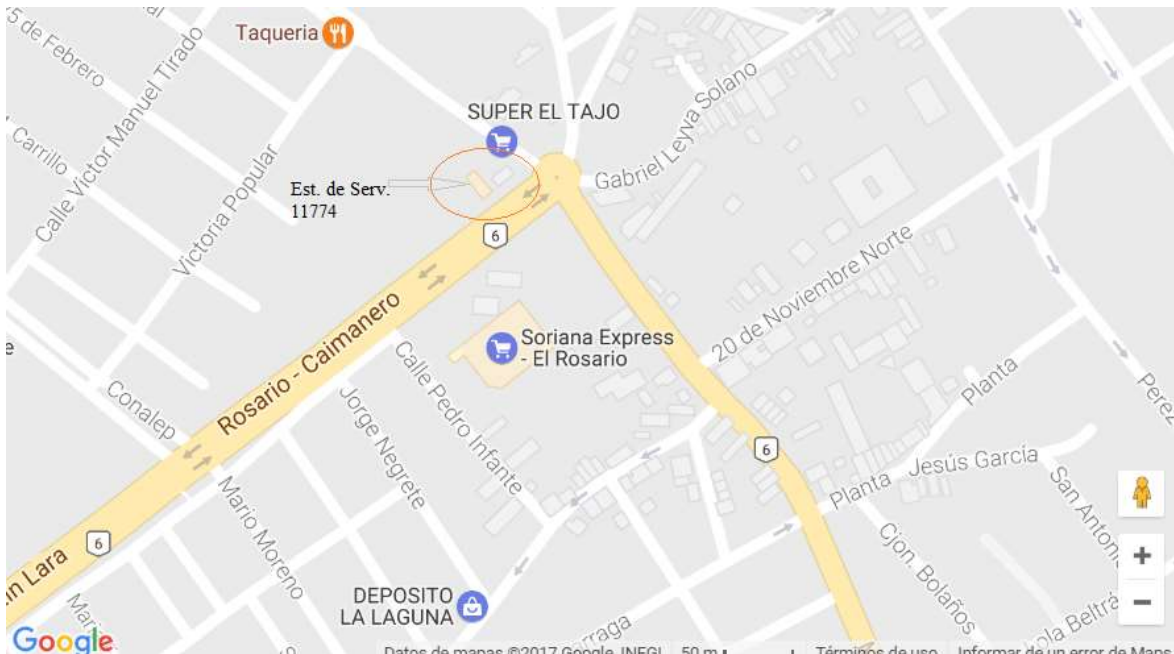 Taqueria
5 de Febrero
Calle Victor Manuel Tirado
SUPER EL TAJO
Carrillo
Victoria Popular
Est. de Serv.
11774
Gabriel Leyva Solano
6
20 de Noviembre Norte
Rosario - Caimanero
Soriana Express
- El Rosario
Calle Pedro Infante
Planta
Perez
Conalep
Jorge Negrete
6
Planta
Jesús García
San Antonio
Mario Moreno
6
Cjon. Bolaños
n Lara
DEPOSITO
LA LAGUNA
+
−
Google
Datos de mapas ©2017 Google, INEGI
50 m
Términos de uso
Informar de un error de Maps